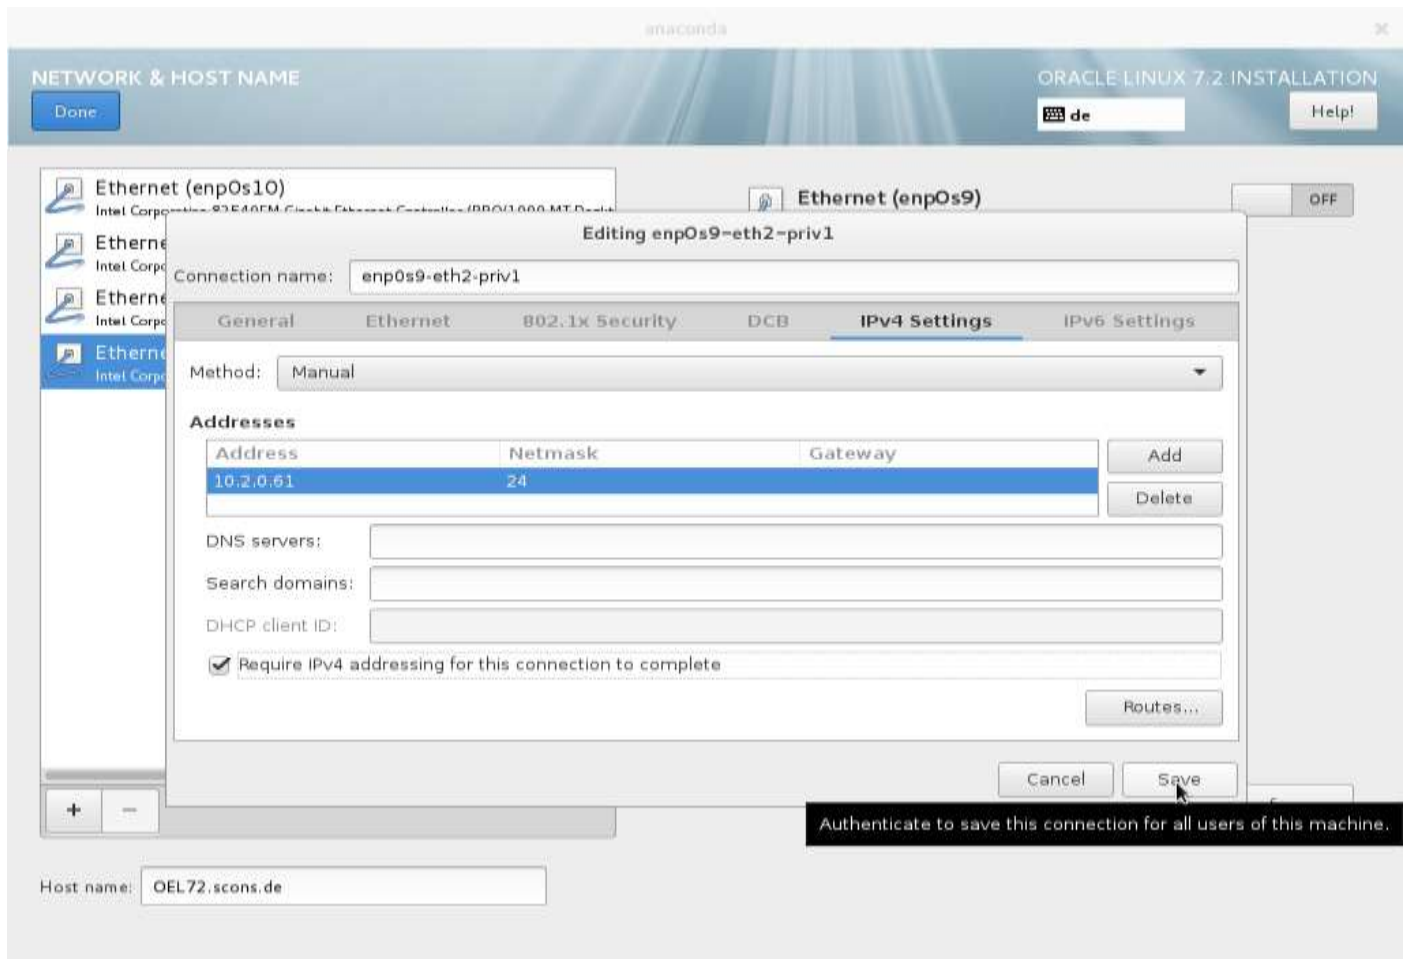 anaconda
NETWORK & HOST NAME
ORACLE LINUX 7.2 INSTALLATION
Done
de
Help!
Ethernet (enp0s10)
Intel
Ethernet (enp0s9)
OFF
Editing enp0s9-eth2-priv1
Connection name: enp0s9-eth2-priv1
General Ethernet 802.1x Security DCB IPv4 Settings IPv6 Settings
Intel
Intel
Intel
Method: Manual
Addresses
Address Netmask Gateway
10.2.0.61 24
Add
Delete
DNS servers:
Search domains:
DHCP client ID:
Require IPv4 addressing for this connection to complete
Routes...
Cancel Save
+ −
Authenticate to save this connection for all users of this machine.
Host name: OEL72.scons.de